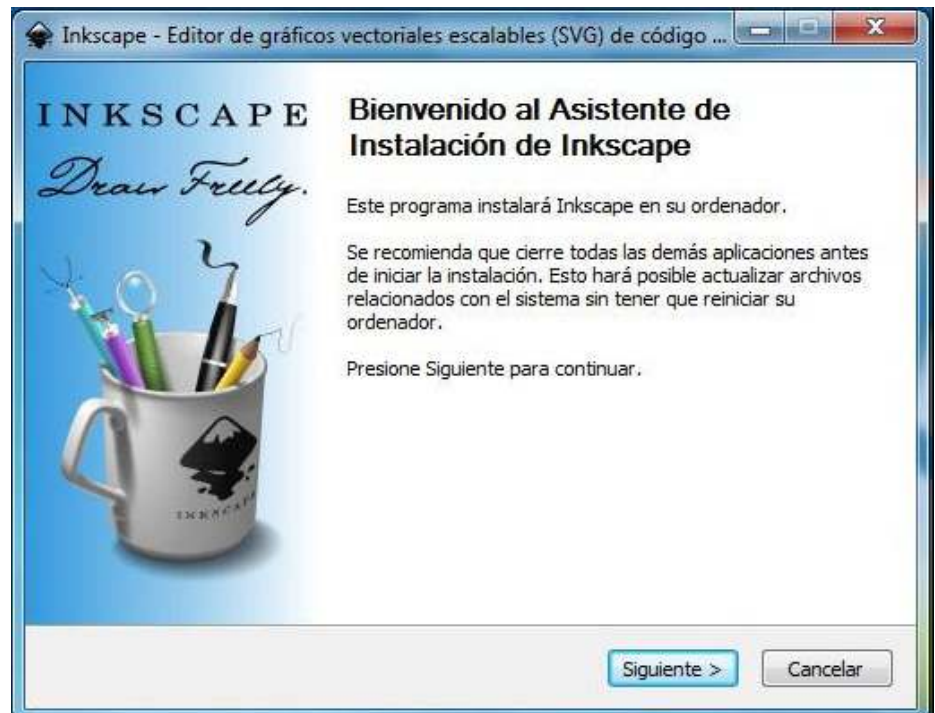 Inkscape - Editor de gráficos vectoriales escalables (SVG) de código ...
INKSCAPE
Draw Freely.
Bienvenido al Asistente de
Instalación de Inkscape
Este programa instalará Inkscape en su ordenador.
Se recomienda que cierre todas las demás aplicaciones antes
de iniciar la instalación. Esto hará posible actualizar archivos
relacionados con el sistema sin tener que reiniciar su
ordenador.
Presione Siguiente para continuar.
INKSCAPE
Siguiente >
Cancelar